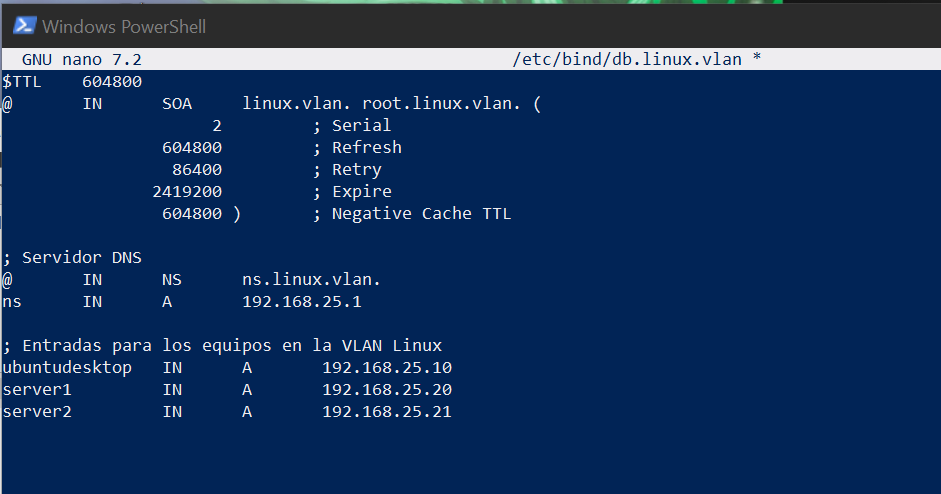 Windows PowerShell
GNU nano 7.2 /etc/bind/db.linux.vlan *
$TTL 604800
@ IN SOA linux.vlan. root.linux.vlan. (
2 ; Serial
604800 ; Refresh
86400 ; Retry
2419200 ; Expire
604800 ) ; Negative Cache TTL
; Servidor DNS
@ IN NS ns.linux.vlan.
ns IN A 192.168.25.1
; Entradas para los equipos en la VLAN Linux
ubuntudesktop IN A 192.168.25.10
server1 IN A 192.168.25.20
server2 IN A 192.168.25.21